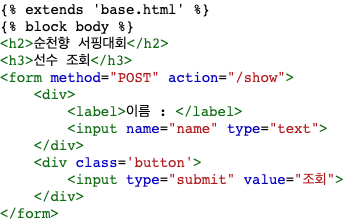 {% extends 'base.html' %}
{% block body %}
<h2>순천향 서핑대회</h2>
<h3>선수 조회</h3>
<form method="POST" action="/show">
    <div>
        <label>이름 : </label>
        <input name="name" type="text">
    </div>
    <div class='button'>
        <input type="submit" value="조회">
    </div>
</form>